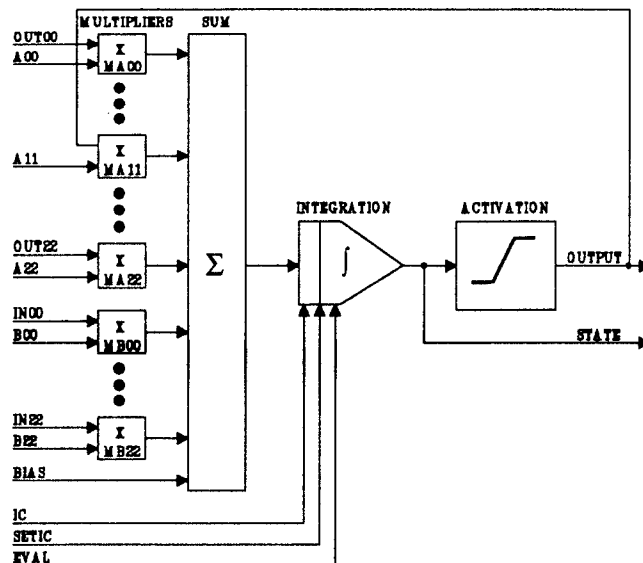 MULTIPLIERS SUM
OUT00
X
A00
MA00
X
A11
MA11
INTEGRATION ACTIVATION
OUT22
X
A22
MA22
Σ
∫
OUTPUT
IN00
X
B00
MB00
STATE
IN22
X
B22
MB22
BIAS
IC
SETIC
EVAL